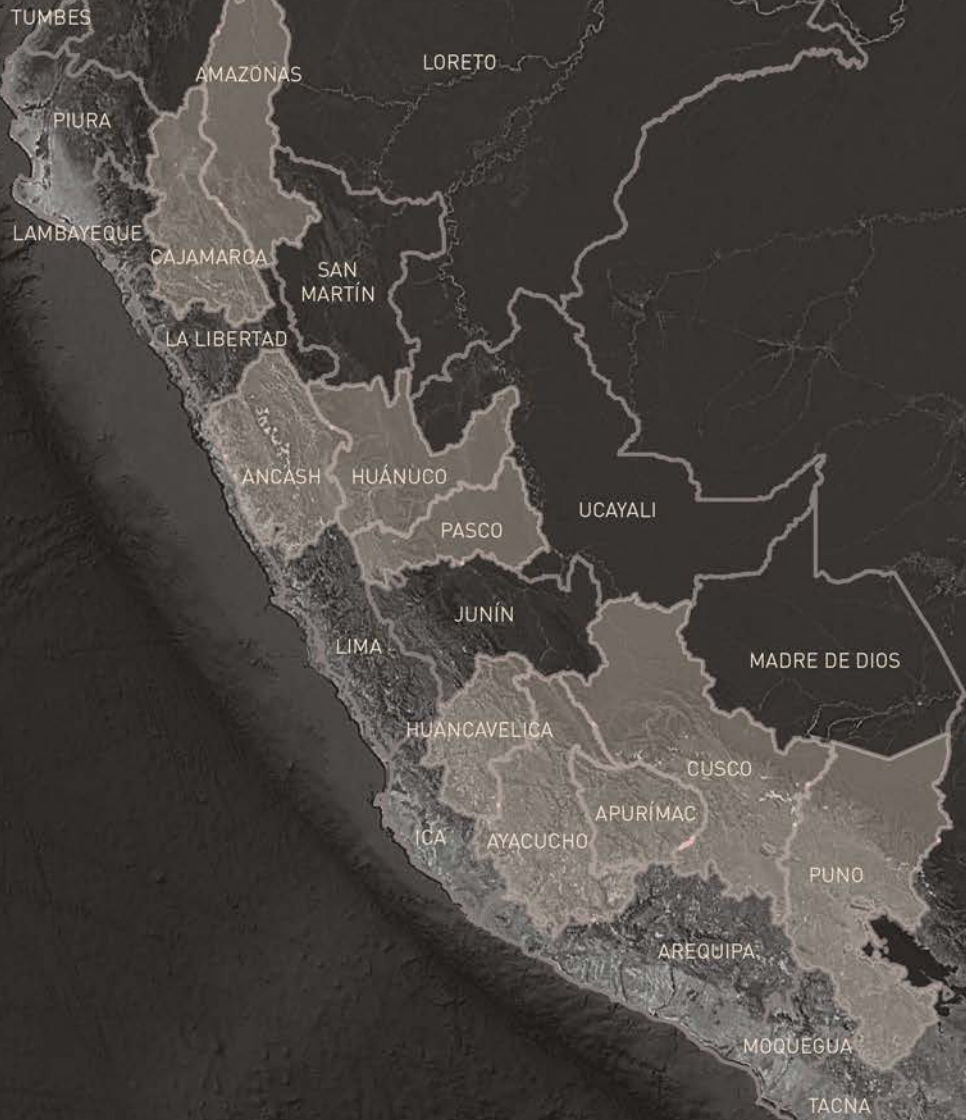 TUMBES
AMAZONAS
LORETO
PIURA
LAMBAYEQUE
CAJAMARCA
SAN
MARTÍN
LA LIBERTAD
ANCASH
HUÁNUCO
UCAYALI
PASCO
JUNÍN
LIMA
MADRE DE DIOS
HUANCAVELICA
CUSCO
APURÍMAC
ICA
AYACUCHO
PUNO
AREQUIPA
MOQUEGUA
TACNA